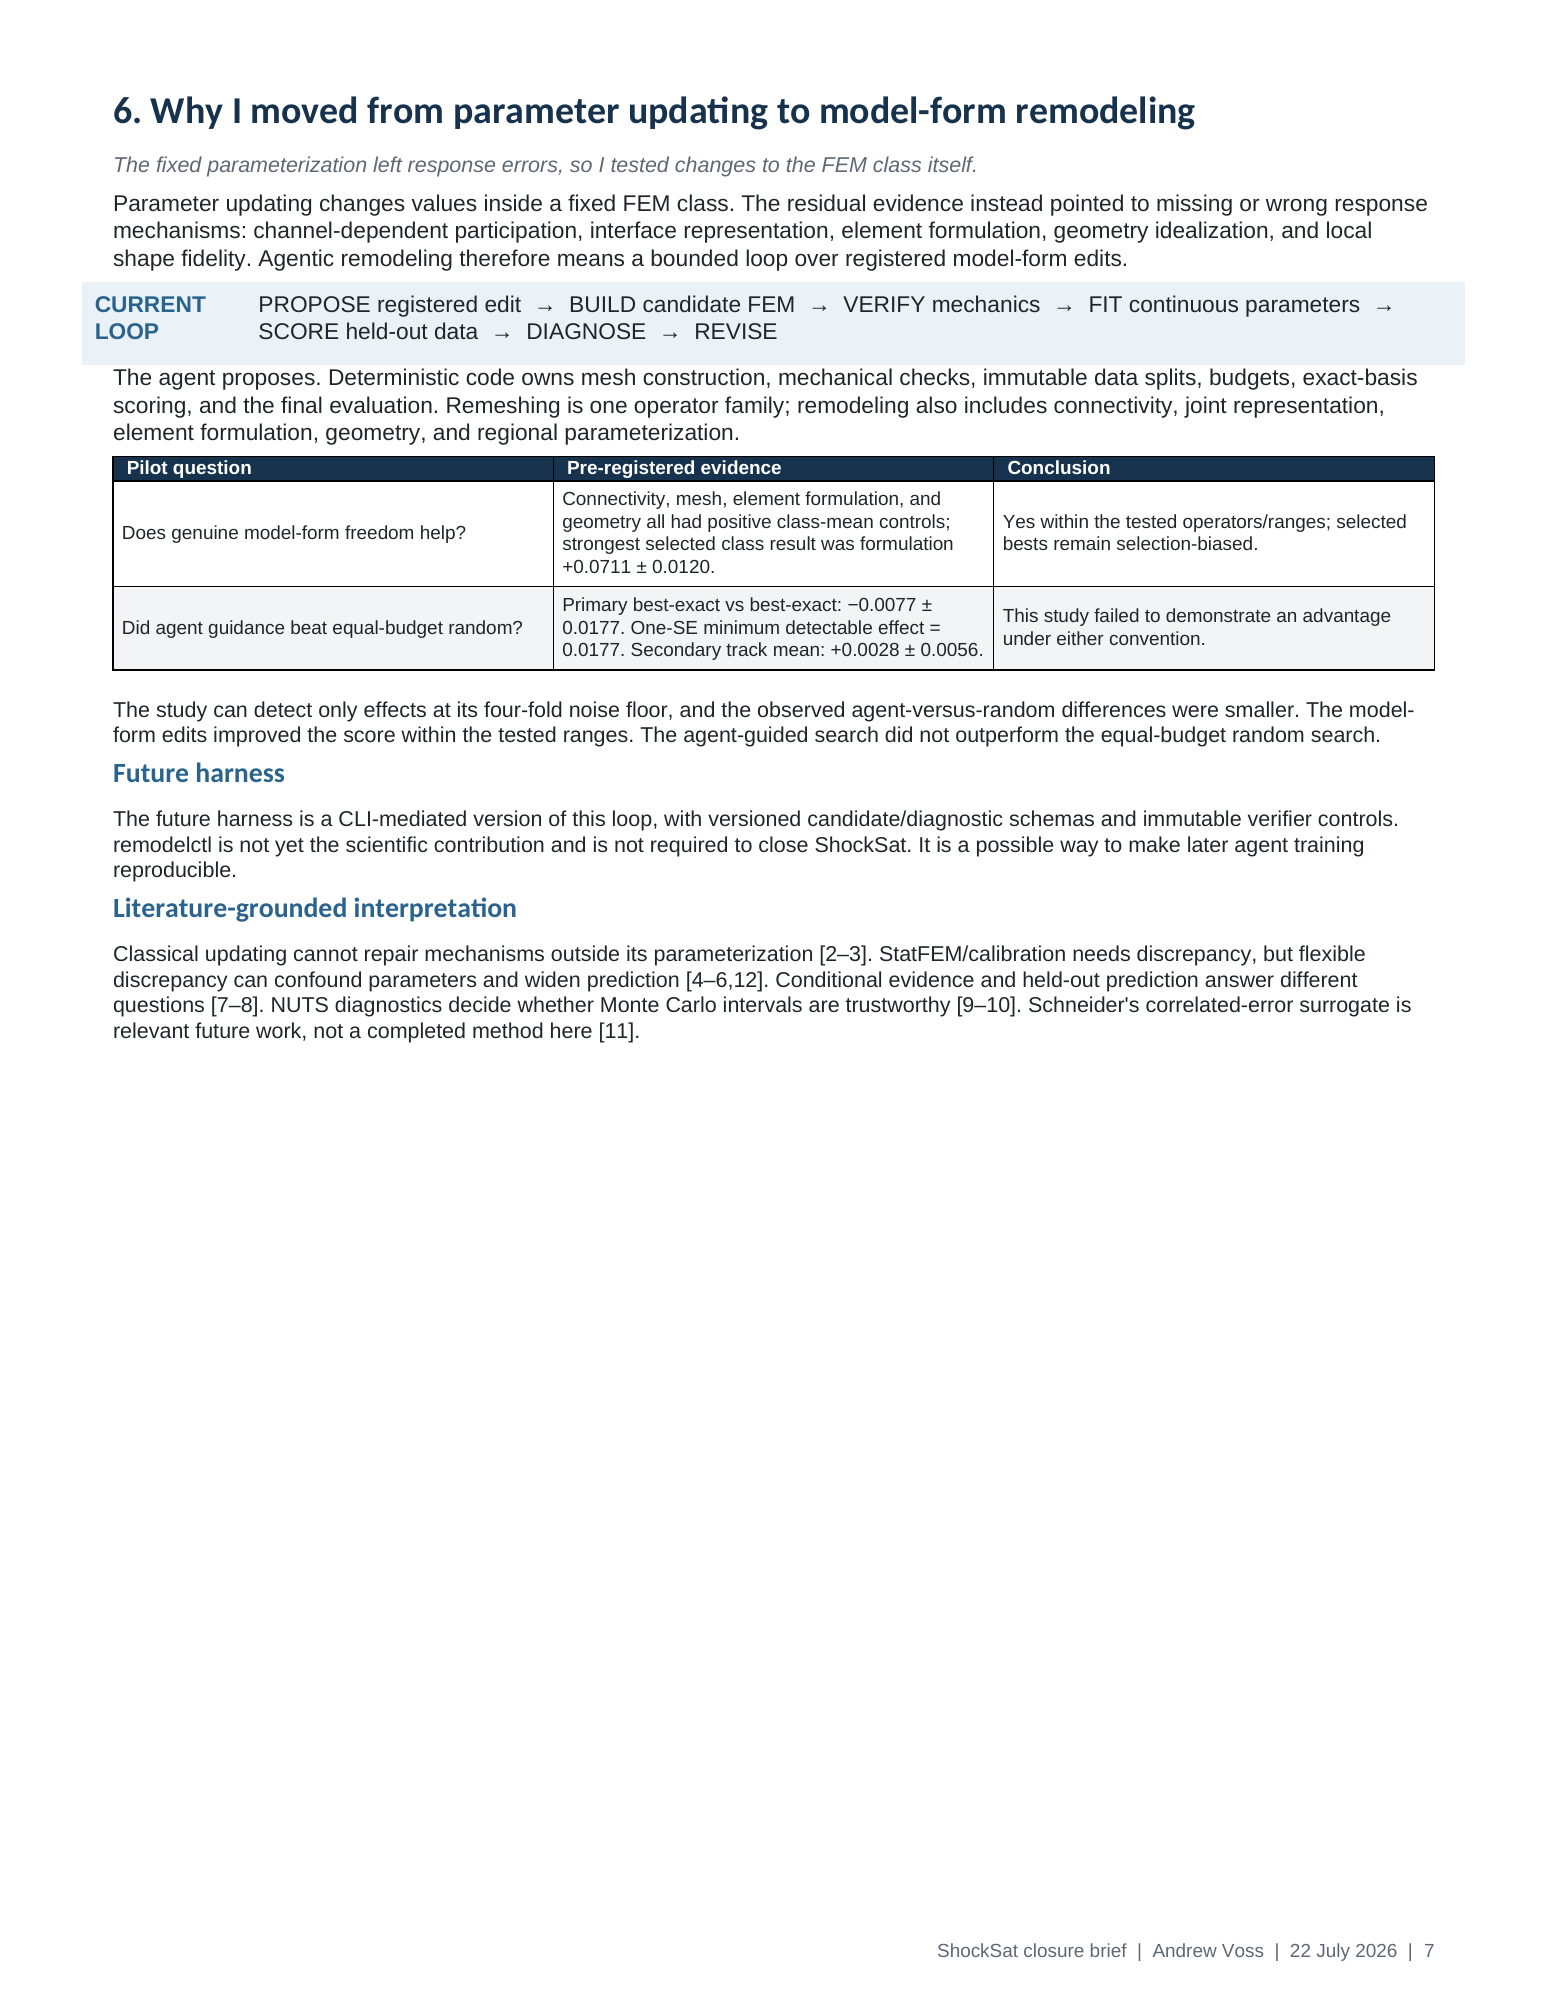 6. Why I moved from parameter updating to model-form remodeling
The fixed parameterization left response errors, so I tested changes to the FEM class itself.
Parameter updating changes values inside a fixed FEM class. The residual evidence instead pointed to missing or wrong response
mechanisms: channel-dependent participation, interface representation, element formulation, geometry idealization, and local
shape fidelity. Agentic remodeling therefore means a bounded loop over registered model-form edits.
CURRENT
LOOP
PROPOSE registered edit → BUILD candidate FEM → VERIFY mechanics → FIT continuous parameters →
SCORE held-out data → DIAGNOSE → REVISE
The agent proposes. Deterministic code owns mesh construction, mechanical checks, immutable data splits, budgets, exact-basis
scoring, and the final evaluation. Remeshing is one operator family; remodeling also includes connectivity, joint representation,
element formulation, geometry, and regional parameterization.
Pilot question
Pre-registered evidence
Conclusion
Does genuine model-form freedom help?
Connectivity, mesh, element formulation, and
geometry all had positive class-mean controls;
strongest selected class result was formulation
+0.0711 ± 0.0120.
Yes within the tested operators/ranges; selected
bests remain selection-biased.
Did agent guidance beat equal-budget random?
Primary best-exact vs best-exact: −0.0077 ±
0.0177. One-SE minimum detectable effect =
0.0177. Secondary track mean: +0.0028 ± 0.0056.
This study failed to demonstrate an advantage
under either convention.
The study can detect only effects at its four-fold noise floor, and the observed agent-versus-random differences were smaller. The model-
form edits improved the score within the tested ranges. The agent-guided search did not outperform the equal-budget random search.
Future harness
The future harness is a CLI-mediated version of this loop, with versioned candidate/diagnostic schemas and immutable verifier controls.
remodelctl is not yet the scientific contribution and is not required to close ShockSat. It is a possible way to make later agent training
reproducible.
Literature-grounded interpretation
Classical updating cannot repair mechanisms outside its parameterization [2–3]. StatFEM/calibration needs discrepancy, but flexible
discrepancy can confound parameters and widen prediction [4–6,12]. Conditional evidence and held-out prediction answer different
questions [7–8]. NUTS diagnostics decide whether Monte Carlo intervals are trustworthy [9–10]. Schneider's correlated-error surrogate is
relevant future work, not a completed method here [11].
ShockSat closure brief | Andrew Voss | 22 July 2026 | 7